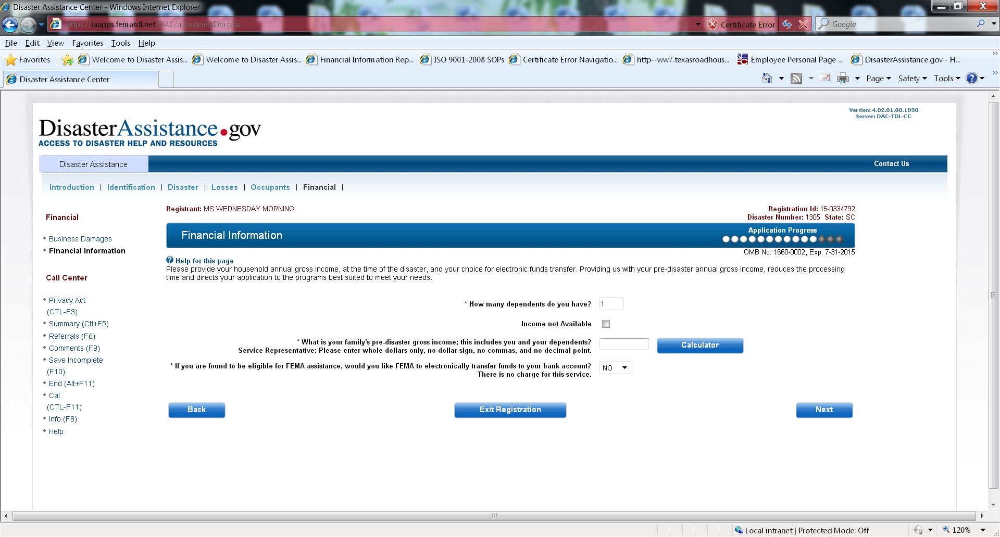 Disaster Assistance Center - Windows Internet Explorer
https://iaapps.fematdl.net/DAC/ri/businessDmg.do
Certificate Error
Google
File Edit View Favorites Tools Help
Favorites
Welcome to Disaster Assis...
Welcome to Disaster Assis...
Financial Information Rep...
ISO 9001-2008 SOPs
Certificate Error Navigatio...
http--ww7.texasroadhous...
Employee Personal Page ...
DisasterAssistance.gov - H...
Disaster Assistance Center
Page Safety Tools
Version: 4.02.01.00.1090
Server: DAC-TDL-CC
DisasterAssistance.gov
ACCESS TO DISASTER HELP AND RESOURCES
Disaster Assistance
Contact Us
Introduction | Identification | Disaster | Losses | Occupants | Financial |
Registrant: MS WEDNESDAY MORNING
Registration Id: 15-0334792
Disaster Number: 1305 State: SC
Financial
Business Damages
Financial Information
Call Center
Privacy Act
(CTL-F3)
Summary (Ctl+F5)
Referrals (F6)
Comments (F9)
Save Incomplete
(F10)
End (Alt+F11)
Cal
(CTL-F11)
Info (F8)
Help
Financial Information
Application Progress
OMB No. 1660-0002, Exp. 7-31-2015
Help for this page
Please provide your household annual gross income, at the time of the disaster, and your choice for electronic funds transfer. Providing us with your pre-disaster annual gross income, reduces the processing
time and directs your application to the programs best suited to meet your needs.
* How many dependents do you have? 1
Income not Available
* What is your family's pre-disaster gross income; this includes you and your dependents?
Service Representative: Please enter whole dollars only, no dollar sign, no commas, and no decimal point.
Calculator
* If you are found to be eligible for FEMA assistance, would you like FEMA to electronically transfer funds to your bank account?
There is no charge for this service.
NO
Back
Exit Registration
Next
Local intranet | Protected Mode: Off
120%